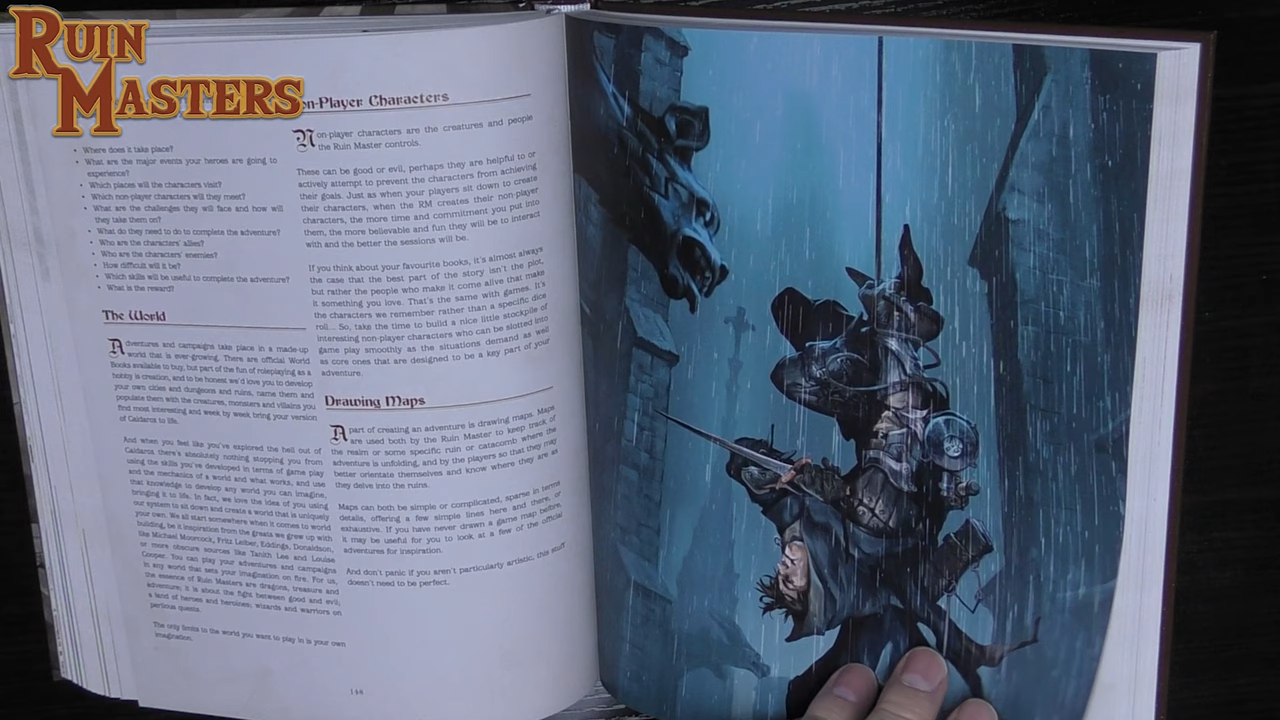 RUIN
MASTERS
• Where does it take place?
• What are the major events your heroes are going to
experience?
• Which places will the characters visit?
• Which non-player characters will they meet?
• What are the challenges they will face and how will
they take them on?
• What do they need to do to complete the adventure?
• Who are the characters' allies?
• Who are the characters' enemies?
• How difficult will it be?
• Which skills will be useful to complete the adventure?
• What is the reward?
The World
Adventures and campaigns take place in a made-up
world that is ever-growing. There are official World
Books available to buy, but part of the fun of roleplaying as a
hobby is creation, and to be honest we'd love you to develop
your own cities and dungeons and ruins, name them and
populate them with the creatures, monsters and villains you
find most interesting and week by week bring your version
of Caldarox to life.
And when you feel like you've explored the hell out of
Caldarox there's absolutely nothing stopping you from
using the skills you've developed in terms of game play
and the mechanics of a world and what works, and use
that knowledge to develop any world you can imagine,
bringing it to life. In fact, we love the idea of you using
our system to sit down and create a world that is uniquely
your own. We all start somewhere when it comes to world
building, be it inspiration from the greats we grew up with
like Michael Moorcock, Fritz Leiber, Eddings, Donaldson,
or more obscure sources like Tanith Lee and Louise
Cooper. You can play your adventures and campaigns
in any world that sets your imagination on fire. For us,
the essence of Ruin Masters are dragons, treasure and
adventure; it is about the fight between good and evil;
a land of heroes and heroines; wizards and warriors on
perilous quests.
The only limits to the world you want to play in is your own
imagination.
168
on-Player Characters
Non-player characters are the creatures and people
the Ruin Master controls.
These can be good or evil, perhaps they are helpful to or
actively attempt to prevent the characters from achieving
their goals. Just as when your players sit down to create
their characters, when the RM creates their non-player
characters, the more time and commitment you put into
them, the more believable and fun they will be to interact
with and the better the sessions will be.
If you think about your favourite books, it's almost always
the case that the best part of the story isn't the plot,
but rather the people who make it come alive that make
it something you love. That's the same with games. It's
the characters we remember rather than a specific dice
roll... So, take the time to build a nice little stockpile of
interesting non-player characters who can be slotted into
game play smoothly as the situations demand as well
as core ones that are designed to be a key part of your
adventure.
Drawing Maps
A part of creating an adventure is drawing maps. Maps
are used both by the Ruin Master to keep track of
the realm or some specific ruin or catacomb where the
adventure is unfolding, and by the players so that they may
better orientate themselves and know where they are as
they delve into the ruins.
Maps can both be simple or complicated, sparse in terms
details, offering a few simple lines here and there, or
exhaustive. If you have never drawn a game map before,
it may be useful for you to look at a few of the official
adventures for inspiration.
And don't panic if you aren't particularly artistic, this stuff
doesn't need to be perfect.